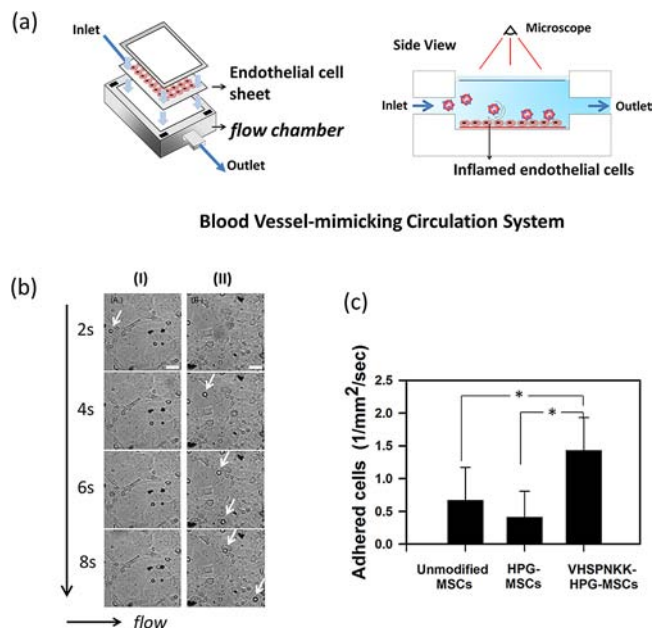 (a)
Inlet
Endothelial cell
sheet
flow chamber
Outlet
Side View
Microscope
Inlet
Outlet
Inflamed endothelial cells
Blood Vessel-mimicking Circulation System
(b)
(I)
(II)
2s
4s
6s
8s
flow
(c)
Adhered cells (1/mm²/sec)
2.5
2.0
1.5
1.0
0.5
0.0
*
*
Unmodified
MSCs
HPG-
MSCs
VHSPNKK-
HPG-MSCs